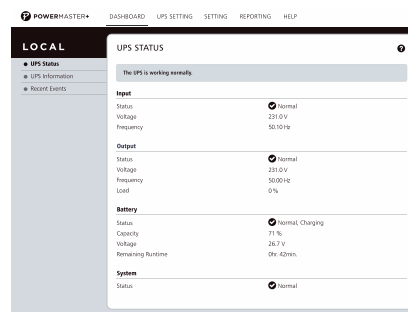 POWERMASTER+ DASHBOARD UPS SETTING SETTING REPORTING HELP
LOCAL
UPS Status
UPS Information
Recent Events
UPS STATUS ?
The UPS is working normally.
Input
Status Normal
Voltage 231.0 V
Frequency 50.10 Hz
Output
Status Normal
Voltage 231.0 V
Frequency 50.00 Hz
Load 0 %
Battery
Status Normal, Charging
Capacity 71 %
Voltage 26.7 V
Remaining Runtime 0hr. 42min.
System
Status Normal